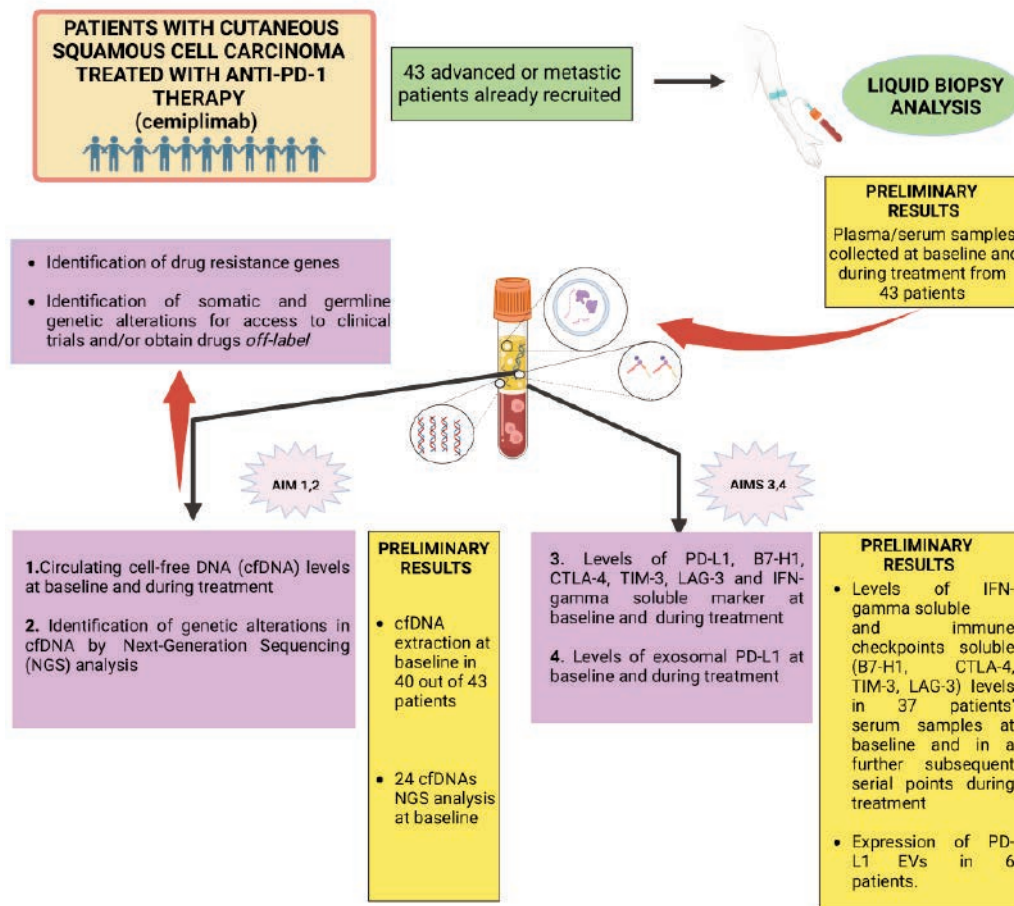 PATIENTS WITH CUTANEOUS
SQUAMOUS CELL CARCINOMA
TREATED WITH ANTI-PD-1
THERAPY
(cemiplimab)
43 advanced or metastic
patients already recruited
LIQUID BIOPSY
ANALYSIS
PRELIMINARY
RESULTS
Plasma/serum samples
collected at baseline and
during treatment from
43 patients
• Identification of drug resistance genes
• Identification of somatic and germline
genetic alterations for access to clinical
trials and/or obtain drugs off-label
AIM 1,2
AIMS 3,4
1.Circulating cell-free DNA (cfDNA) levels
at baseline and during treatment
2. Identification of genetic alterations in
cfDNA by Next-Generation Sequencing
(NGS) analysis
PRELIMINARY
RESULTS
• cfDNA
extraction at
baseline in
40 out of 43
patients
• 24 cfDNAs
NGS analysis
at baseline
3. Levels of PD-L1, B7-H1,
CTLA-4, TIM-3, LAG-3 and IFN-
gamma soluble marker at
baseline and during treatment
4. Levels of exosomal PD-L1 at
baseline and during treatment
PRELIMINARY
RESULTS
• Levels of IFN-
gamma soluble
and immune
checkpoints soluble
(B7-H1, CTLA-4,
TIM-3, LAG-3) levels
in 37 patients'
serum samples at
baseline and in a
further subsequent
serial points during
treatment
• Expression of PD-
L1 EVs in 6
patients.